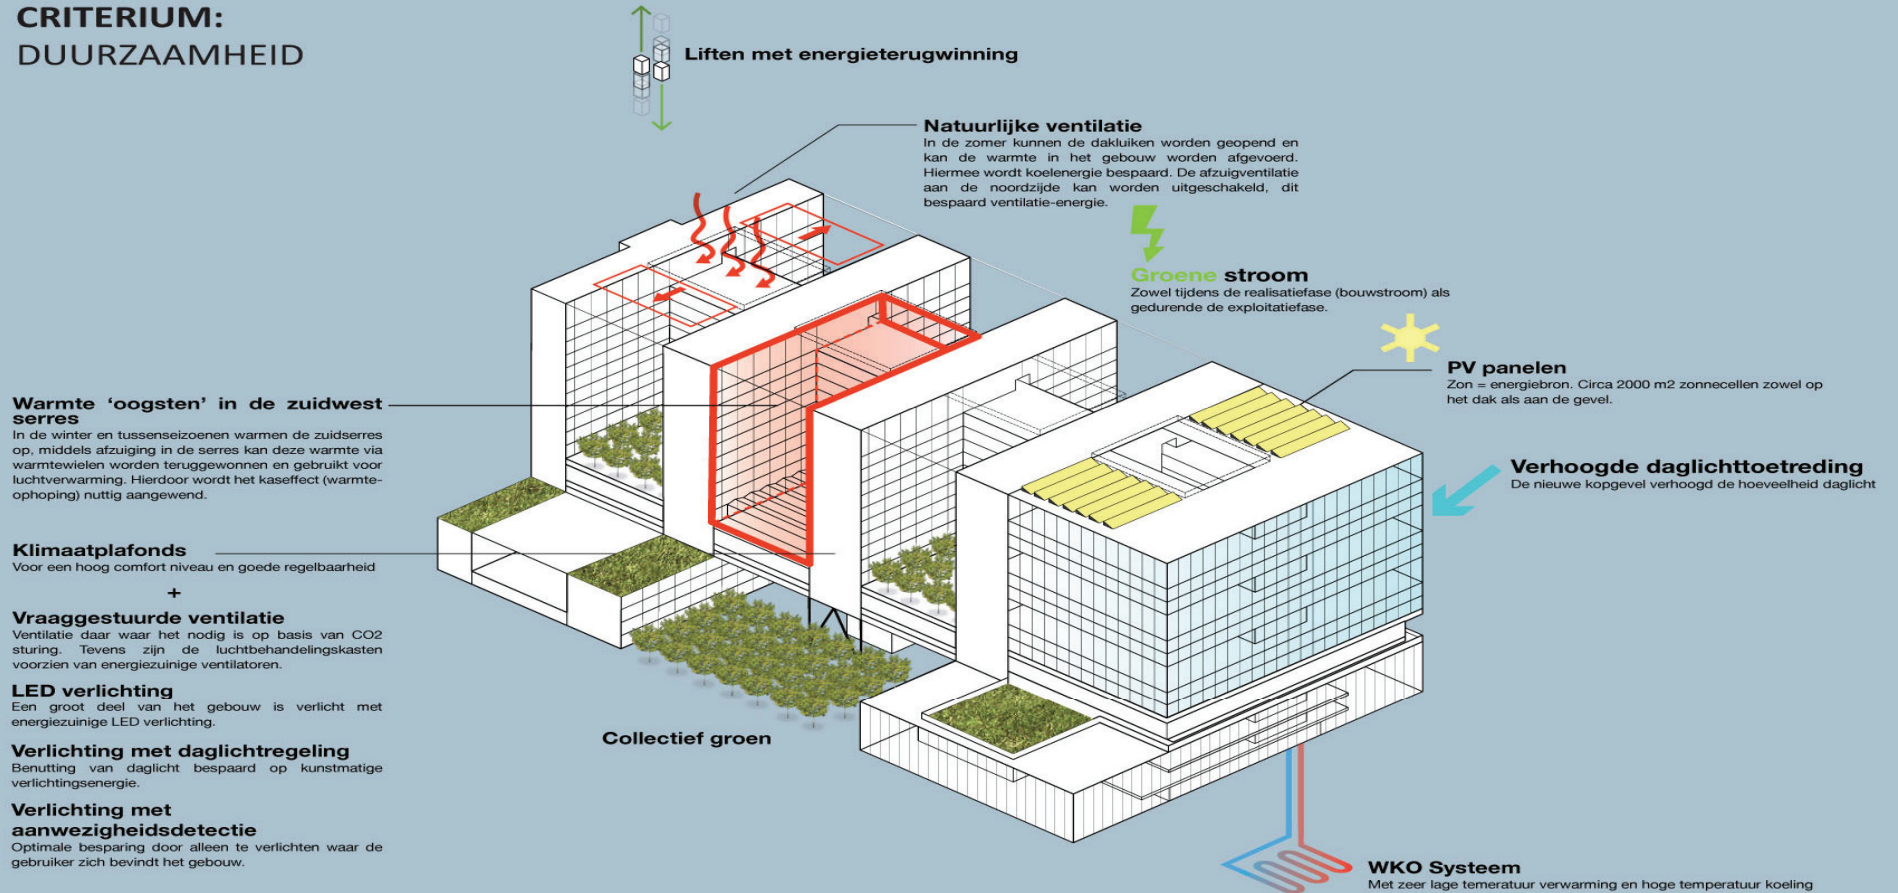 CRITERIUM:
DUURZAAMHEID
Liften met energieterugwinning
Natuurlijke ventilatie
In de zomer kunnen de dakluiken worden geopend en
kan de warmte in het gebouw worden afgevoerd.
Hiermee wordt koelenergie bespaard. De afzuigventilatie
aan de noordzijde kan worden uitgeschakeld, dit
bespaard ventilatie-energie.
Groene stroom
Zowel tijdens de realisatiefase (bouwstroom) als
gedurende de exploitatiefase.
PV panelen
Zon = energiebron. Circa 2000 m2 zonnecellen zowel op
het dak als aan de gevel.
Verhoogde daglichttoetreding
De nieuwe kopgevel verhoogd de hoeveelheid daglicht
Warmte ‘oogsten’ in de zuidwest
serres
In de winter en tussenseizoenen warmen de zuidserres
op, middels afzuiging in de serres kan deze warmte via
warmtewielen worden teruggewonnen en gebruikt voor
luchtverwarming. Hierdoor wordt het kaseffect (warmte-
ophoping) nuttig aangewend.
Klimaatplafonds
Voor een hoog comfort niveau en goede regelbaarheid
+
Vraaggestuurde ventilatie
Ventilatie daar waar het nodig is op basis van CO2
sturing. Tevens zijn de luchtbehandelingskasten
voorzien van energiezuinige ventilatoren.
LED verlichting
Een groot deel van het gebouw is verlicht met
energiezuinige LED verlichting.
Verlichting met daglichtregeling
Benutting van daglicht bespaard op kunstmatige
verlichtingsenergie.
Verlichting met
aanwezigheidsdetectie
Optimale besparing door alleen te verlichten waar de
gebruiker zich bevindt het gebouw.
Collectief groen
WKO Systeem
Met zeer lage temeratuur verwarming en hoge temperatuur koeling